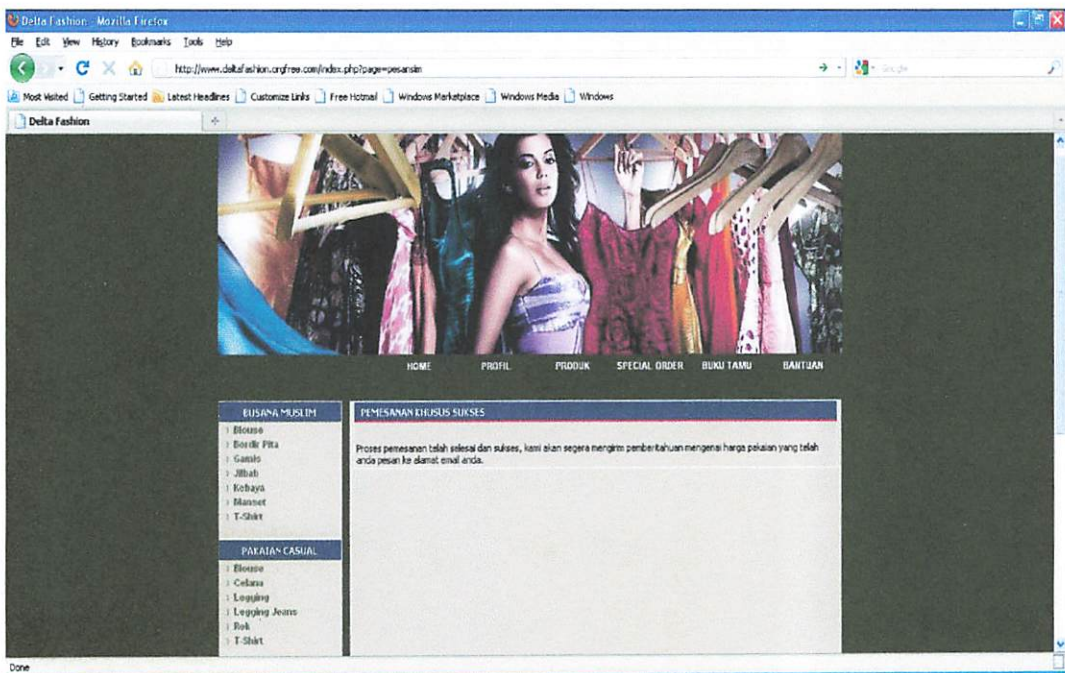 Delta Fashion - Mozilla Firefox
File Edit View History Bookmarks Tools Help
http://www.deltafashion.orgfree.com/index.php?page=pesansim
Google
Most Visited Getting Started Latest Headlines Customize Links Free Hotmail Windows Marketplace Windows Media Windows
Delta Fashion
HOME PROFIL PRODUK SPECIAL ORDER BUKU TAMU BANTUAN
BUSANA MUSLIM
Blouse
Bordir Pita
Gamis
Jilbab
Kebaya
Manset
T-Shirt
PAKAIAN CASUAL
Blouse
Celana
Legging
Legging Jeans
Rok
T-Shirt
PEMESANAN KHUSUS SUKSES
Proses pemesanan telah selesai dan sukses, kami akan segera mengirim pemberitahuan mengenai harga pakaian yang telah
anda pesan ke alamat email anda.
Done